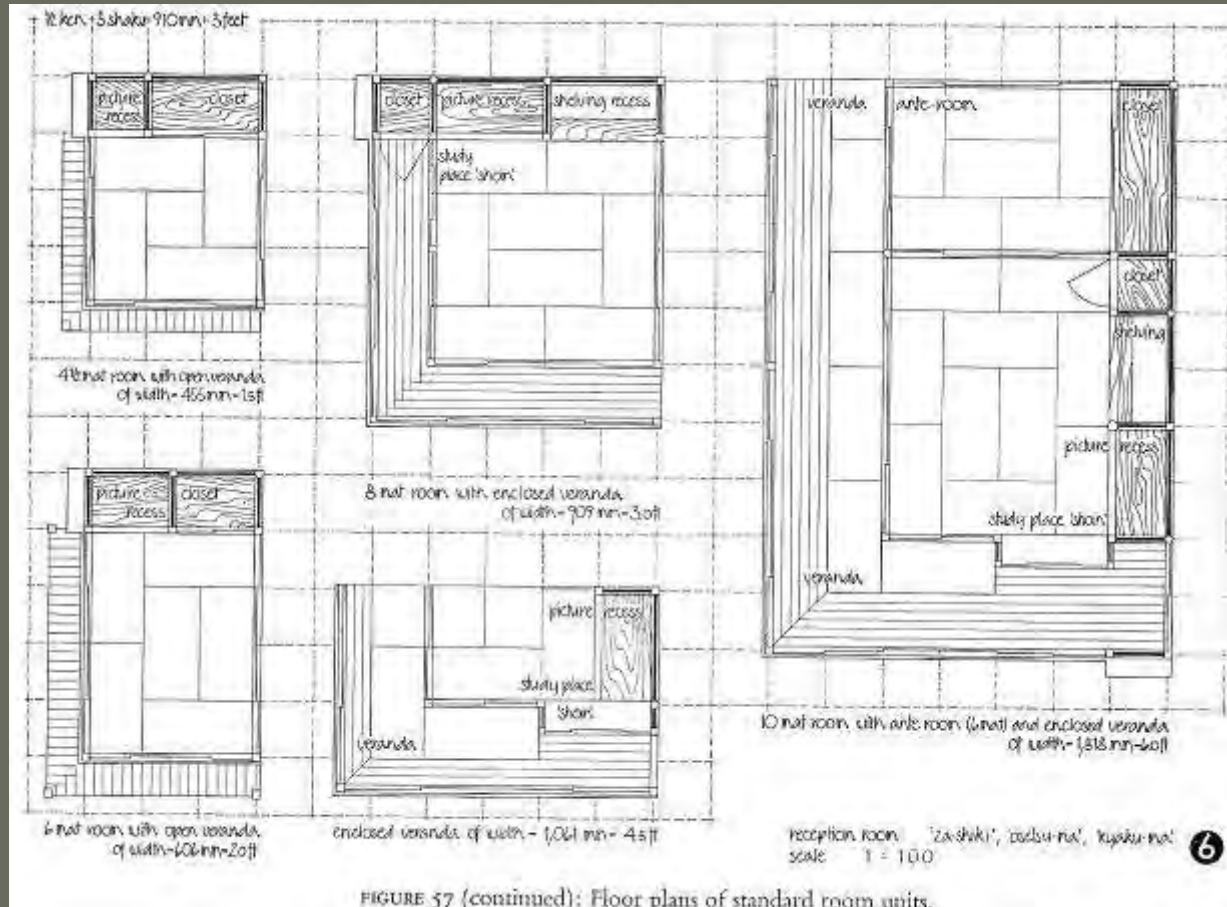 ½ ken - 3 shaku - 910 mm - 3 feet
picture
recess
closet
4½ mat room with open veranda
of width - 455 mm - 1.5 ft
closet
picture recess
shelving recess
study
place 'shoin'
8 mat room with enclosed veranda
of width - 909 mm - 3.0 ft
veranda
ante-room
closet
closet
shelving
picture recess
study place 'shoin'
veranda
10 mat room with ante room (6 mat) and enclosed veranda
of width - 1,818 mm - 6.0 ft
picture
recess
closet
6 mat room with open veranda
of width - 606 mm - 2.0 ft
picture recess
study place
shoin
veranda
enclosed veranda of width - 1,061 mm - 4.5 ft
reception room 'za-shiki', 'kyaku-ma'
scale 1 = 100
6
FIGURE 57 (continued): Floor plans of standard room units.